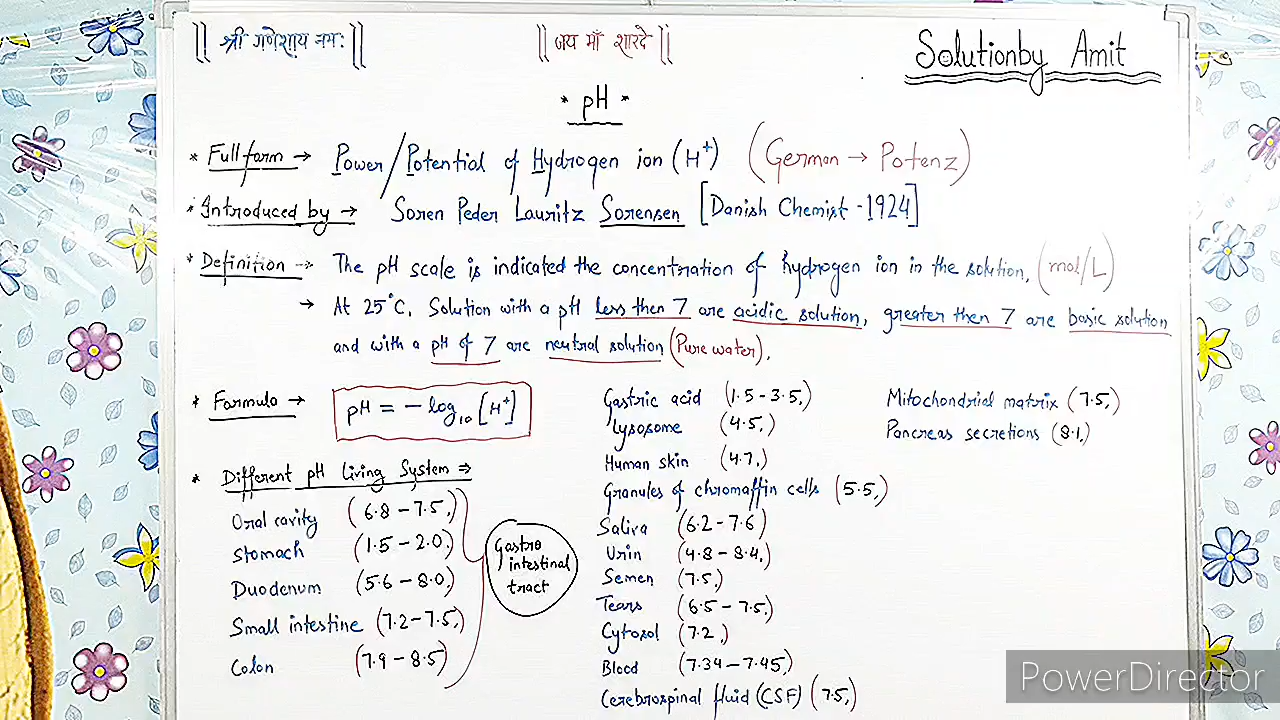 || श्री गणेशाय नमः ||
|| जय माँ शारदे ||
Solutionby Amit
* pH *
* Full form → Power/Potential of Hydrogen ion (H⁺) (German → Potenz)
* Introduced by → Soren Peder Lauritz Sorensen [Danish Chemist - 1924]
* Definition → The pH scale is indicated the concentration of hydrogen ion in the solution, (mol/L)
→ At 25°C, Solution with a pH less then 7 are acidic solution, greater then 7 are basic solution
and with a pH of 7 are neutral solution (Pure water),
* Formula → pH = -log₁₀ [H⁺]
* Different pH Living System ⇒
Oral cavity (6.8 - 7.5,)
Stomach (1.5 - 2.0,)
Duodenum (5.6 - 8.0)
Small intestine (7.2 - 7.5,)
Colon (7.9 - 8.5)
Gastro
intestinal
tract
Gastric acid (1.5 - 3.5,)
Lysosome (4.5,)
Human skin (4.7,)
Granules of chromaffin cells (5.5,)
Saliva (6.2 - 7.6)
Urin (4.8 - 8.4,)
Semen (7.5,)
Tears (6.5 - 7.5,)
Cytosol (7.2,)
Blood (7.34 - 7.45,)
Cerebrospinal fluid (CSF) (7.5,)
Mitochondrial matrix (7.5,)
Pancreas secretions (8.1,)
PowerDirector